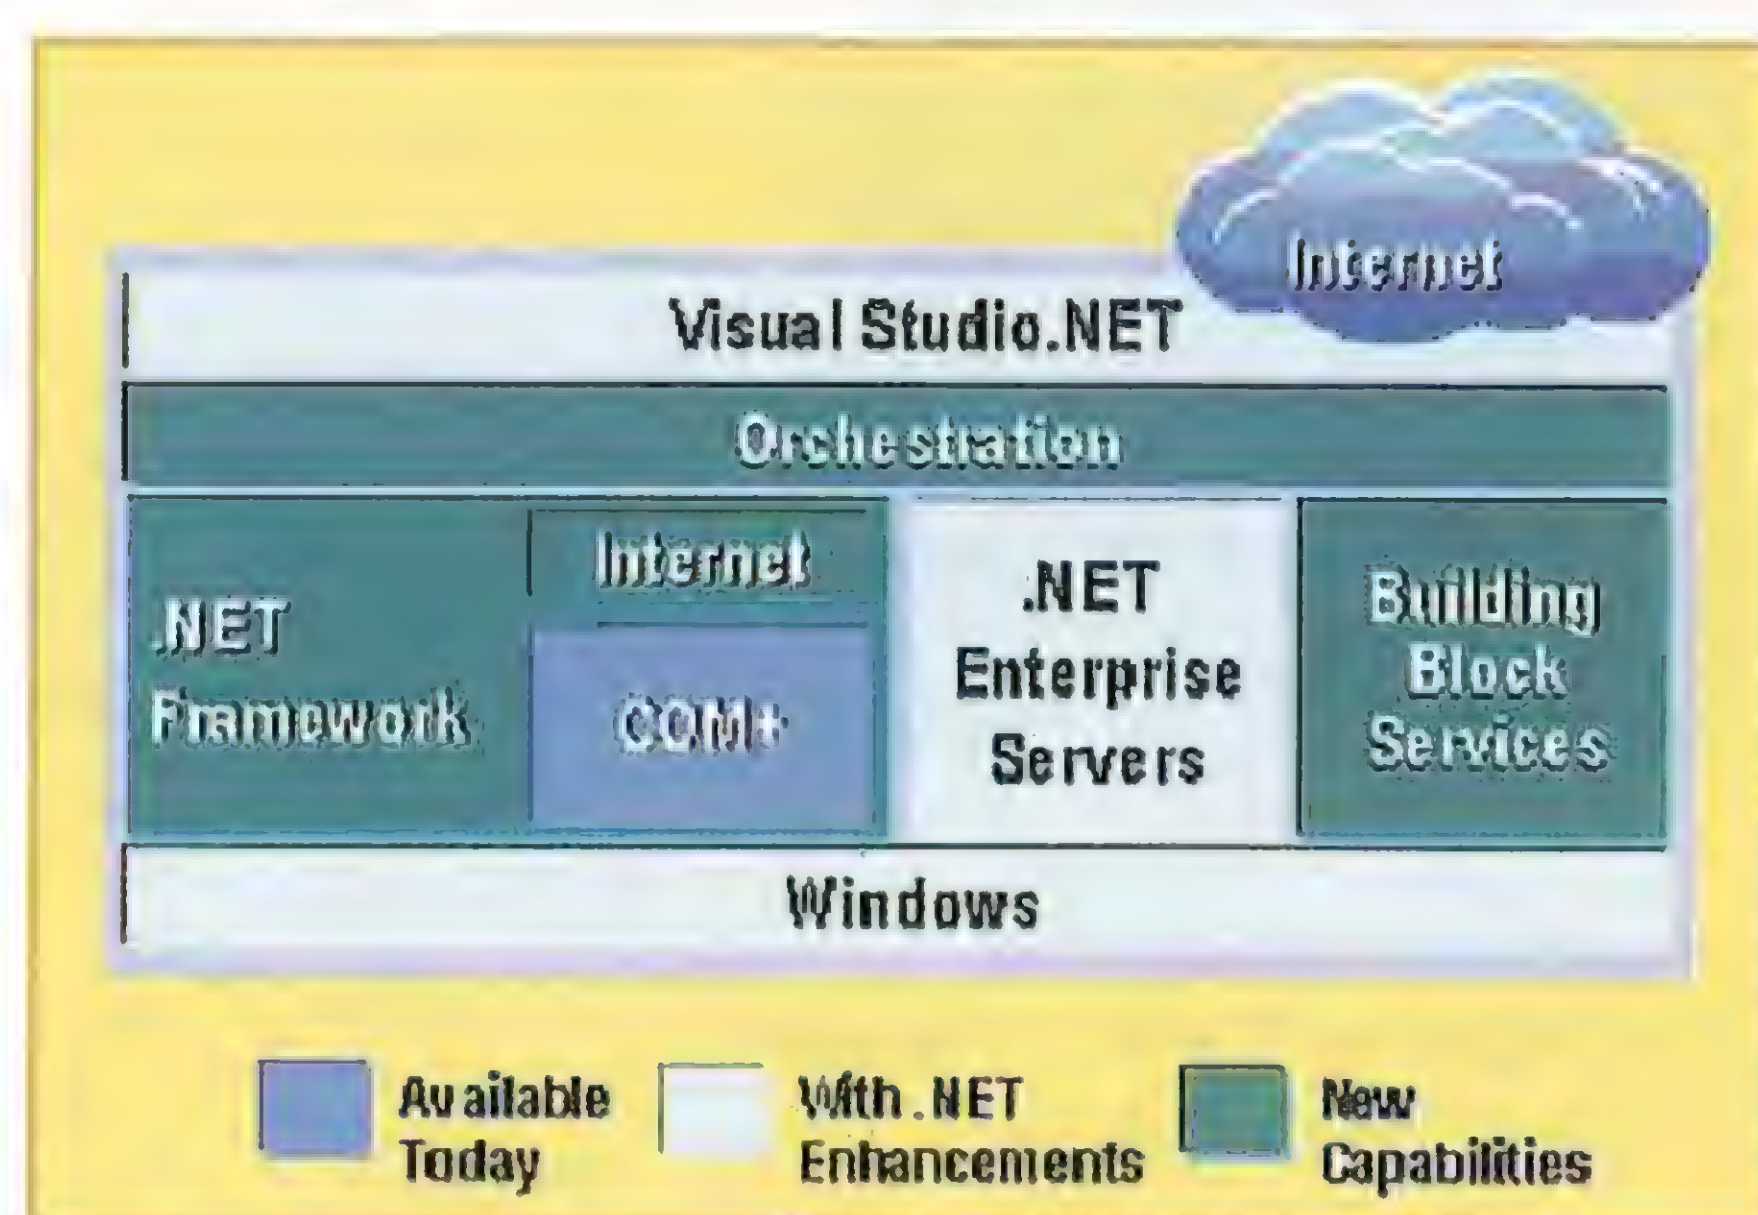 Internet
Visual Studio.NET
Orchestration
.NET
Framework
Internet
COM+
.NET
Enterprise
Servers
Building
Block
Services
Windows
Available
Today
With .NET
Enhancements
New
Capabilities